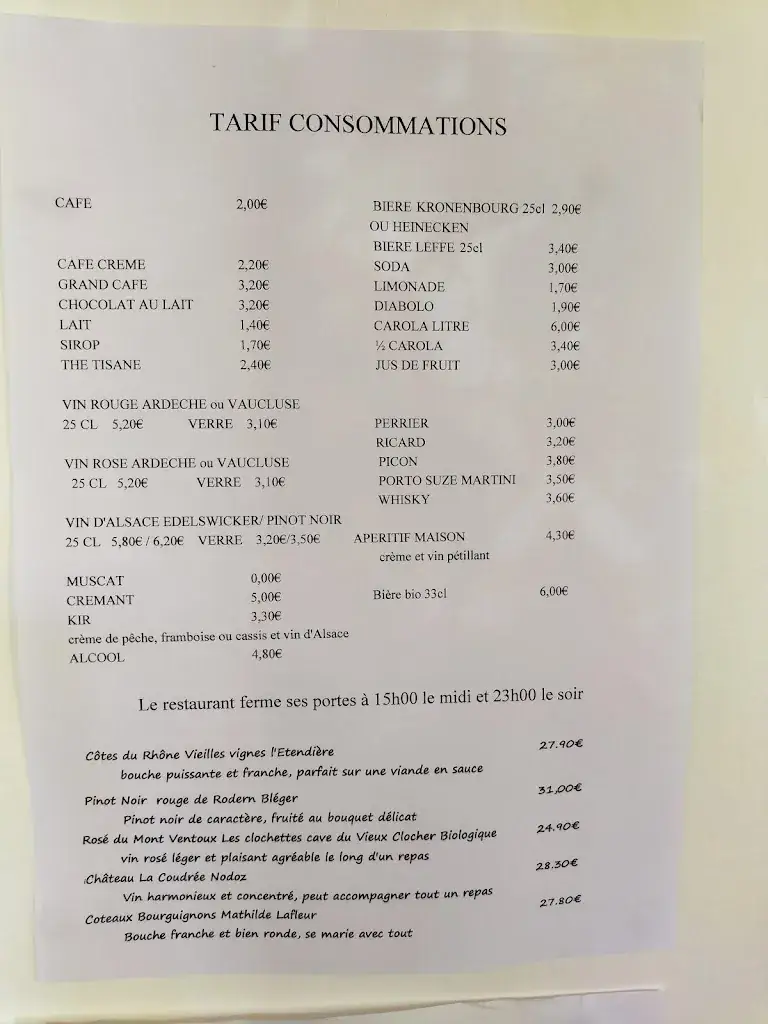 TARIF CONSOMMATIONS
CAFE 2,00€
CAFE CREME 2,20€
GRAND CAFE 3,20€
CHOCOLAT AU LAIT 3,20€
LAIT 1,40€
SIROP 1,70€
THE TISANE 2,40€
VIN ROUGE ARDECHE ou VAUCLUSE
25 CL 5,20€ VERRE 3,10€
VIN ROSE ARDECHE ou VAUCLUSE
25 CL 5,20€ VERRE 3,10€
VIN D'ALSACE EDELSWICKER/ PINOT NOIR
25 CL 5,80€ / 6,20€ VERRE 3,20€/3,50€
MUSCAT 0,00€
CREMANT 5,00€
KIR 3,30€
crème de pêche, framboise ou cassis et vin d'Alsace
ALCOOL 4,80€
BIERE KRONENBOURG 25cl 2,90€
OU HEINECKEN
BIERE LEFFE 25cl 3,40€
SODA 3,00€
LIMONADE 1,70€
DIABOLO 1,90€
CAROLA LITRE 6,00€
½ CAROLA 3,40€
JUS DE FRUIT 3,00€
PERRIER 3,00€
RICARD 3,20€
PICON 3,80€
PORTO SUZE MARTINI 3,50€
WHISKY 3,60€
APERITIF MAISON 4,30€
crème et vin pétillant
Bière bio 33cl 6,00€
Le restaurant ferme ses portes à 15h00 le midi et 23h00 le soir
Côtes du Rhône Vieilles vignes l'Etendière 27.90€
bouche puissante et franche, parfait sur une viande en sauce
Pinot Noir rouge de Rodern Bléger 31,00€
Pinot noir de caractère, fruité au bouquet délicat
Rosé du Mont Ventoux Les clochettes cave du Vieux Clocher Biologique 24.90€
vin rosé léger et plaisant agréable le long d'un repas
Château La Coudrée Nodoz 28.30€
Vin harmonieux et concentré, peut accompagner tout un repas
Coteaux Bourguignons Mathilde Lafleur 27.80€
Bouche franche et bien ronde, se marie avec tout